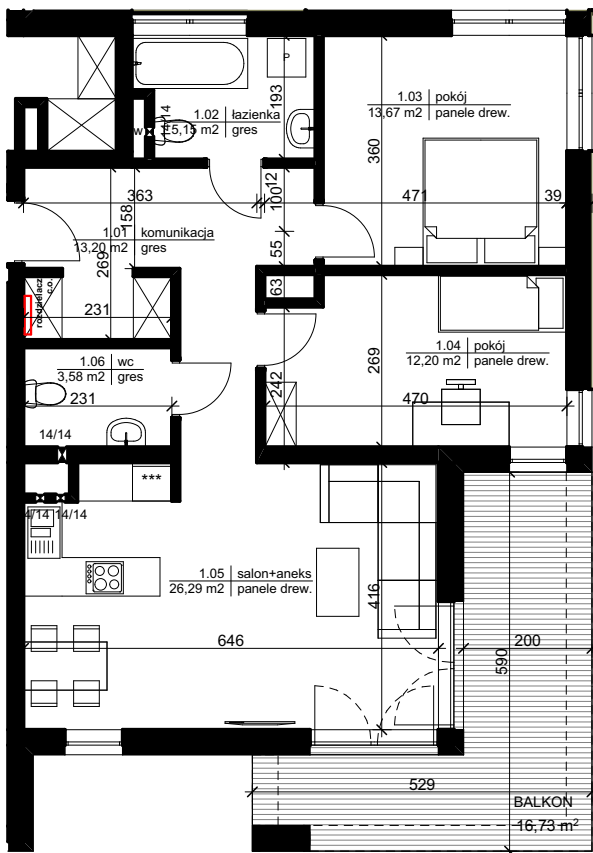 193
1.02 łazienka
5,15 m2 gres
P
w
1.03 pokój
13,67 m2 panele drew.
360
363
12
100
471
39
158
1.01 komunikacja
13,20 m2 gres
269
55
63
rozdzielacz
c.o.
231
1.04 pokój
12,20 m2 panele drew.
269
242
470
1.06 wc
3,58 m2 gres
231
14/14
***
14/14
1.05 salon+aneks
26,29 m2 panele drew.
416
646
200
590
529
BALKON
16,73 m²